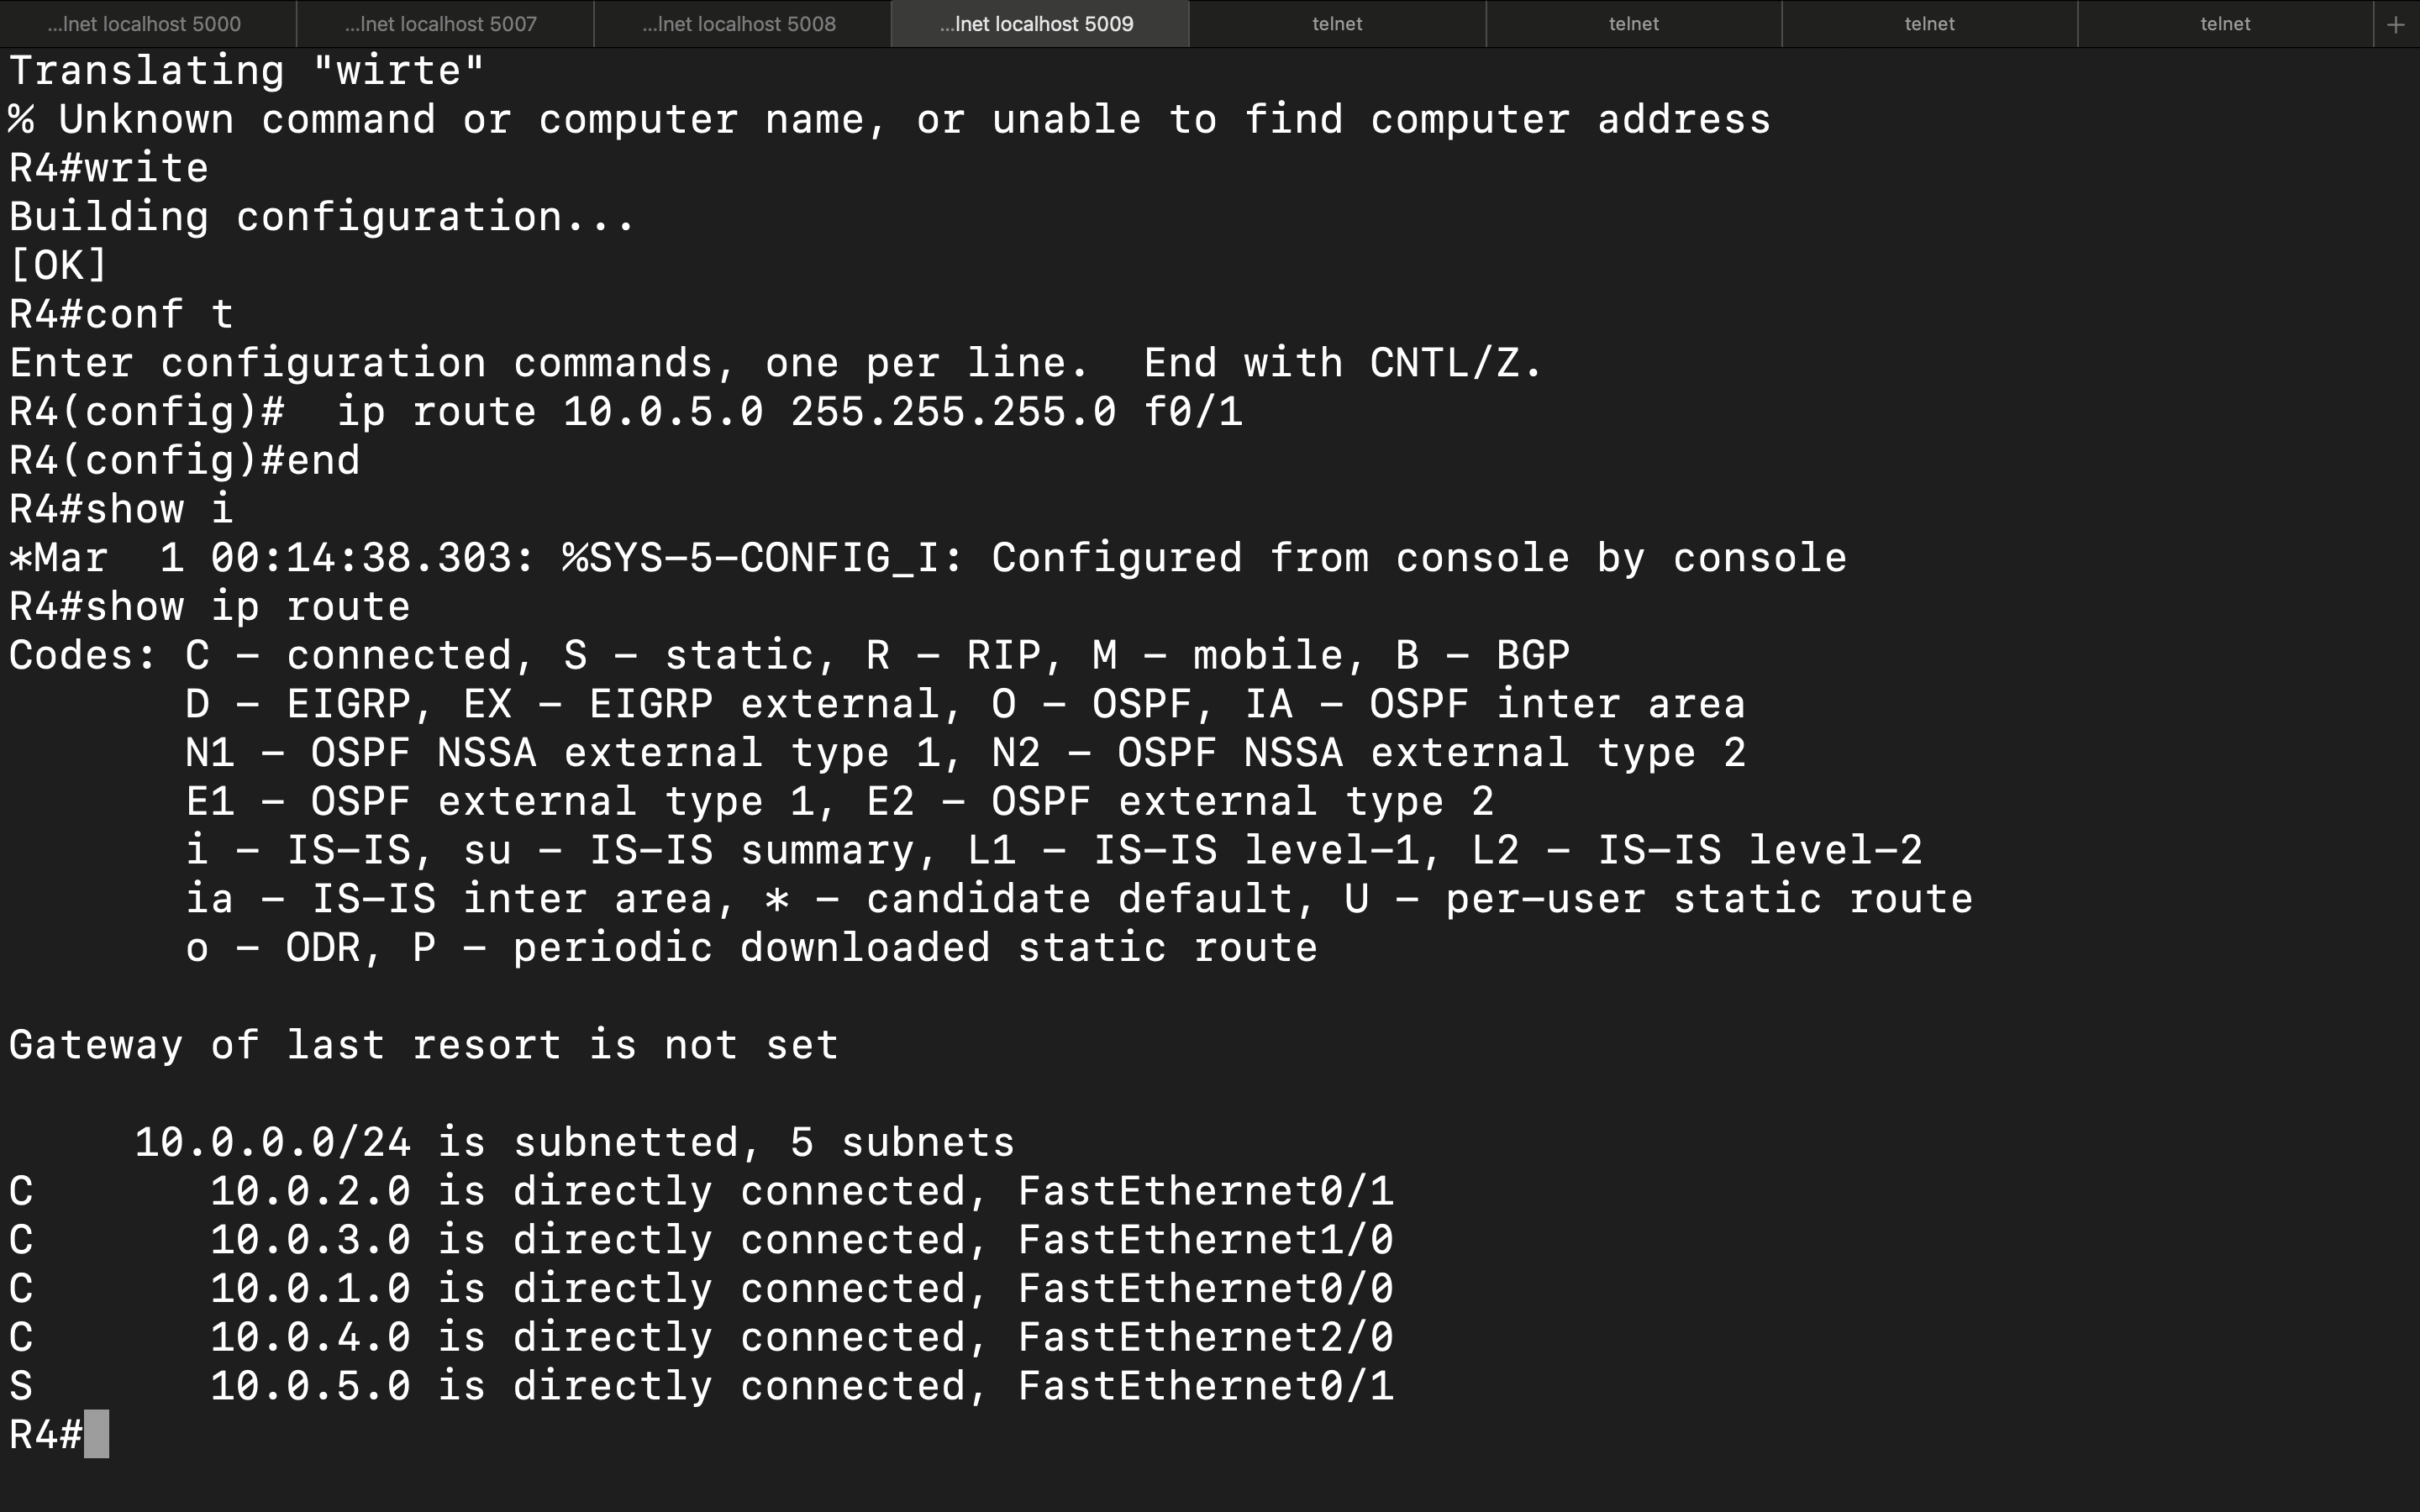 ...lnet localhost 5000 ...lnet localhost 5007 ...lnet localhost 5008 ...lnet localhost 5009 telnet telnet telnet telnet +
Translating "wirte"
% Unknown command or computer name, or unable to find computer address
R4#write
Building configuration...
[OK]
R4#conf t
Enter configuration commands, one per line.  End with CNTL/Z.
R4(config)#  ip route 10.0.5.0 255.255.255.0 f0/1
R4(config)#end
R4#show i
*Mar  1 00:14:38.303: %SYS-5-CONFIG_I: Configured from console by console
R4#show ip route
Codes: C - connected, S - static, R - RIP, M - mobile, B - BGP
       D - EIGRP, EX - EIGRP external, O - OSPF, IA - OSPF inter area
       N1 - OSPF NSSA external type 1, N2 - OSPF NSSA external type 2
       E1 - OSPF external type 1, E2 - OSPF external type 2
       i - IS-IS, su - IS-IS summary, L1 - IS-IS level-1, L2 - IS-IS level-2
       ia - IS-IS inter area, * - candidate default, U - per-user static route
       o - ODR, P - periodic downloaded static route
Gateway of last resort is not set
     10.0.0.0/24 is subnetted, 5 subnets
C       10.0.2.0 is directly connected, FastEthernet0/1
C       10.0.3.0 is directly connected, FastEthernet1/0
C       10.0.1.0 is directly connected, FastEthernet0/0
C       10.0.4.0 is directly connected, FastEthernet2/0
S       10.0.5.0 is directly connected, FastEthernet0/1
R4#